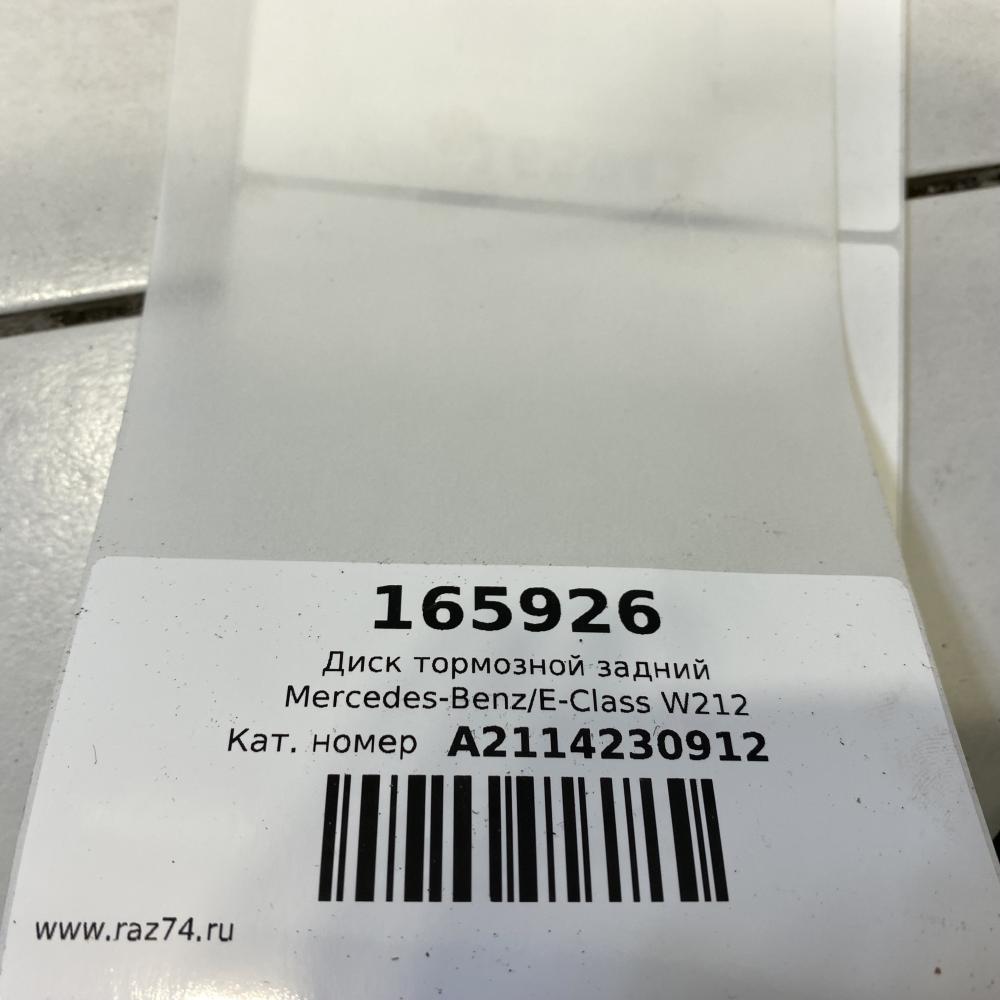 165926
Диск тормозной задний
Mercedes-Benz/E-Class W212
Кат. номер A2114230912
www.raz74.ru